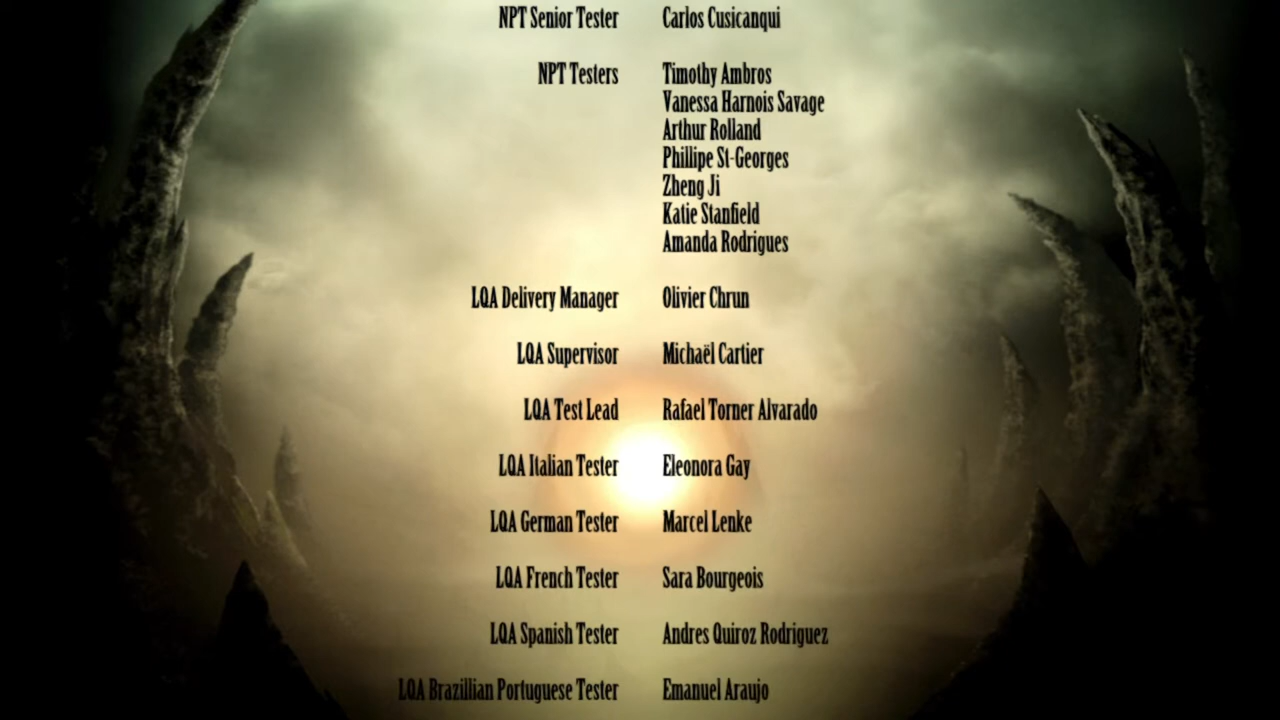 NPT Senior Tester Carlos Cusicanqui
NPT Testers Timothy Ambros
Vanessa Harnois Savage
Arthur Rolland
Phillipe St-Georges
Zheng Ji
Katie Stanfield
Amanda Rodrigues
LQA Delivery Manager Olivier Chrun
LQA Supervisor Michaël Cartier
LQA Test Lead Rafael Torner Alvarado
LQA Italian Tester Eleonora Gay
LQA German Tester Marcel Lenke
LQA French Tester Sara Bourgeois
LQA Spanish Tester Andres Quiroz Rodriguez
LQA Brazillian Portuguese Tester Emanuel Araujo